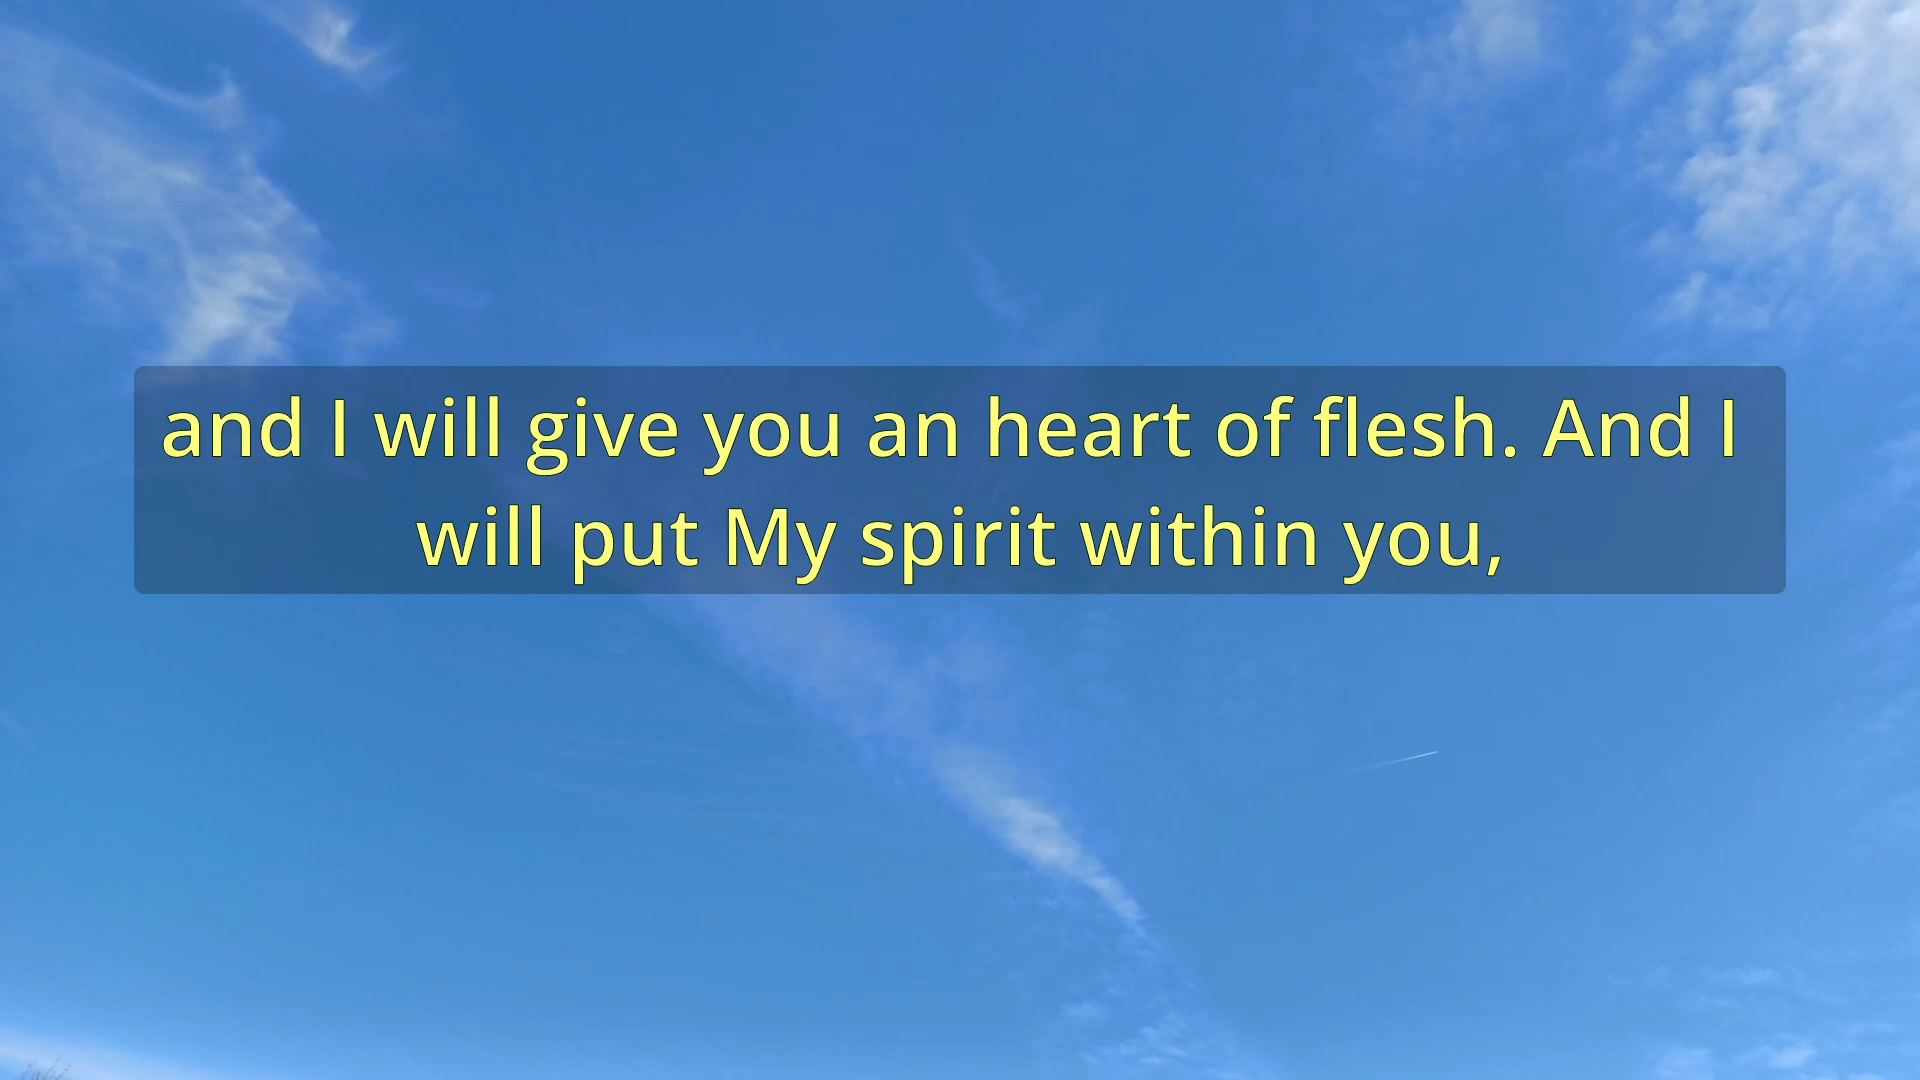 and I will give you an heart of flesh. And I
will put My spirit within you,